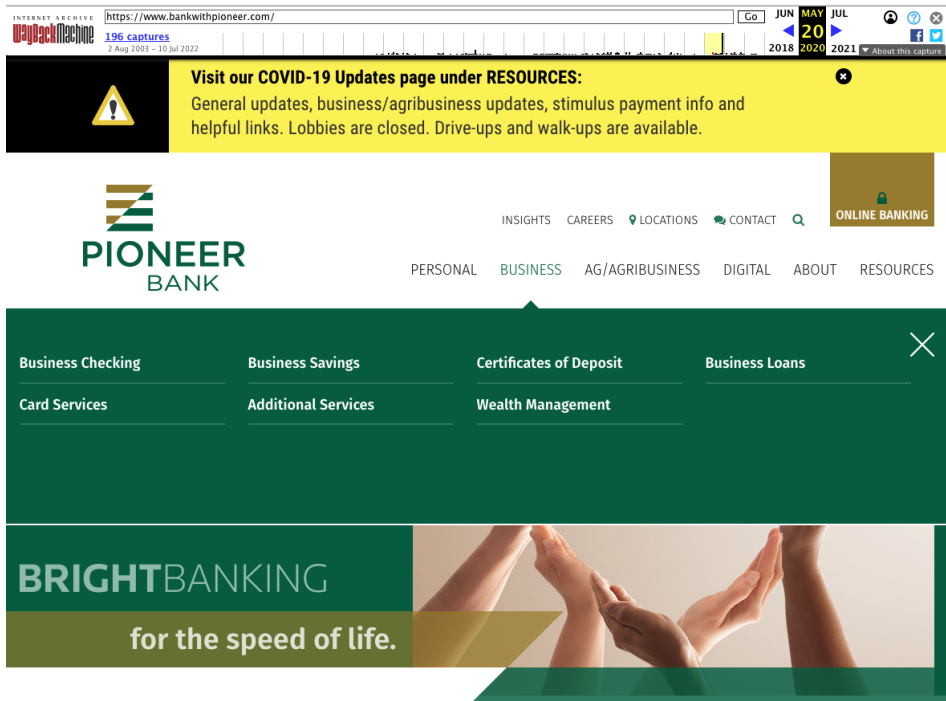 INTERNET ARCHIVE
WayBackMachine
https://www.bankwithpioneer.com/
Go
196 captures
2 Aug 2003 – 10 Jul 2022
JUN MAY JUL
20
2018 2020 2021
About this capture
Visit our COVID-19 Updates page under RESOURCES:
General updates, business/agribusiness updates, stimulus payment info and
helpful links. Lobbies are closed. Drive-ups and walk-ups are available.
PIONEER
BANK
INSIGHTS CAREERS LOCATIONS CONTACT
ONLINE BANKING
PERSONAL BUSINESS AG/AGRIBUSINESS DIGITAL ABOUT RESOURCES
Business Checking Business Savings Certificates of Deposit Business Loans
Card Services Additional Services Wealth Management
BRIGHTBANKING
for the speed of life.